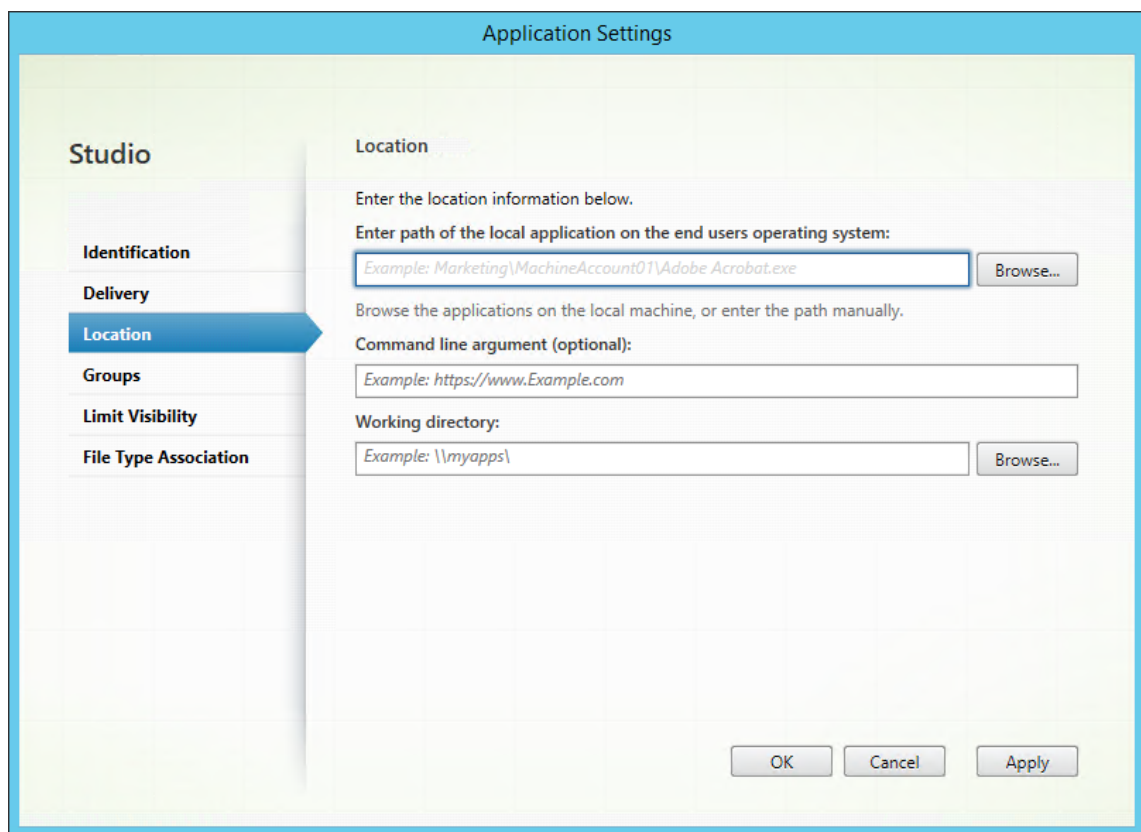 Application Settings
Studio
Identification
Delivery
Location
Groups
Limit Visibility
File Type Association
Location
Enter the location information below.
Enter path of the local application on the end users operating system:
Example: Marketing\MachineAccount01\Adobe Acrobat.exe
Browse...
Browse the applications on the local machine, or enter the path manually.
Command line argument (optional):
Example: https://www.Example.com
Working directory:
Example: \\myapps\
Browse...
OK
Cancel
Apply